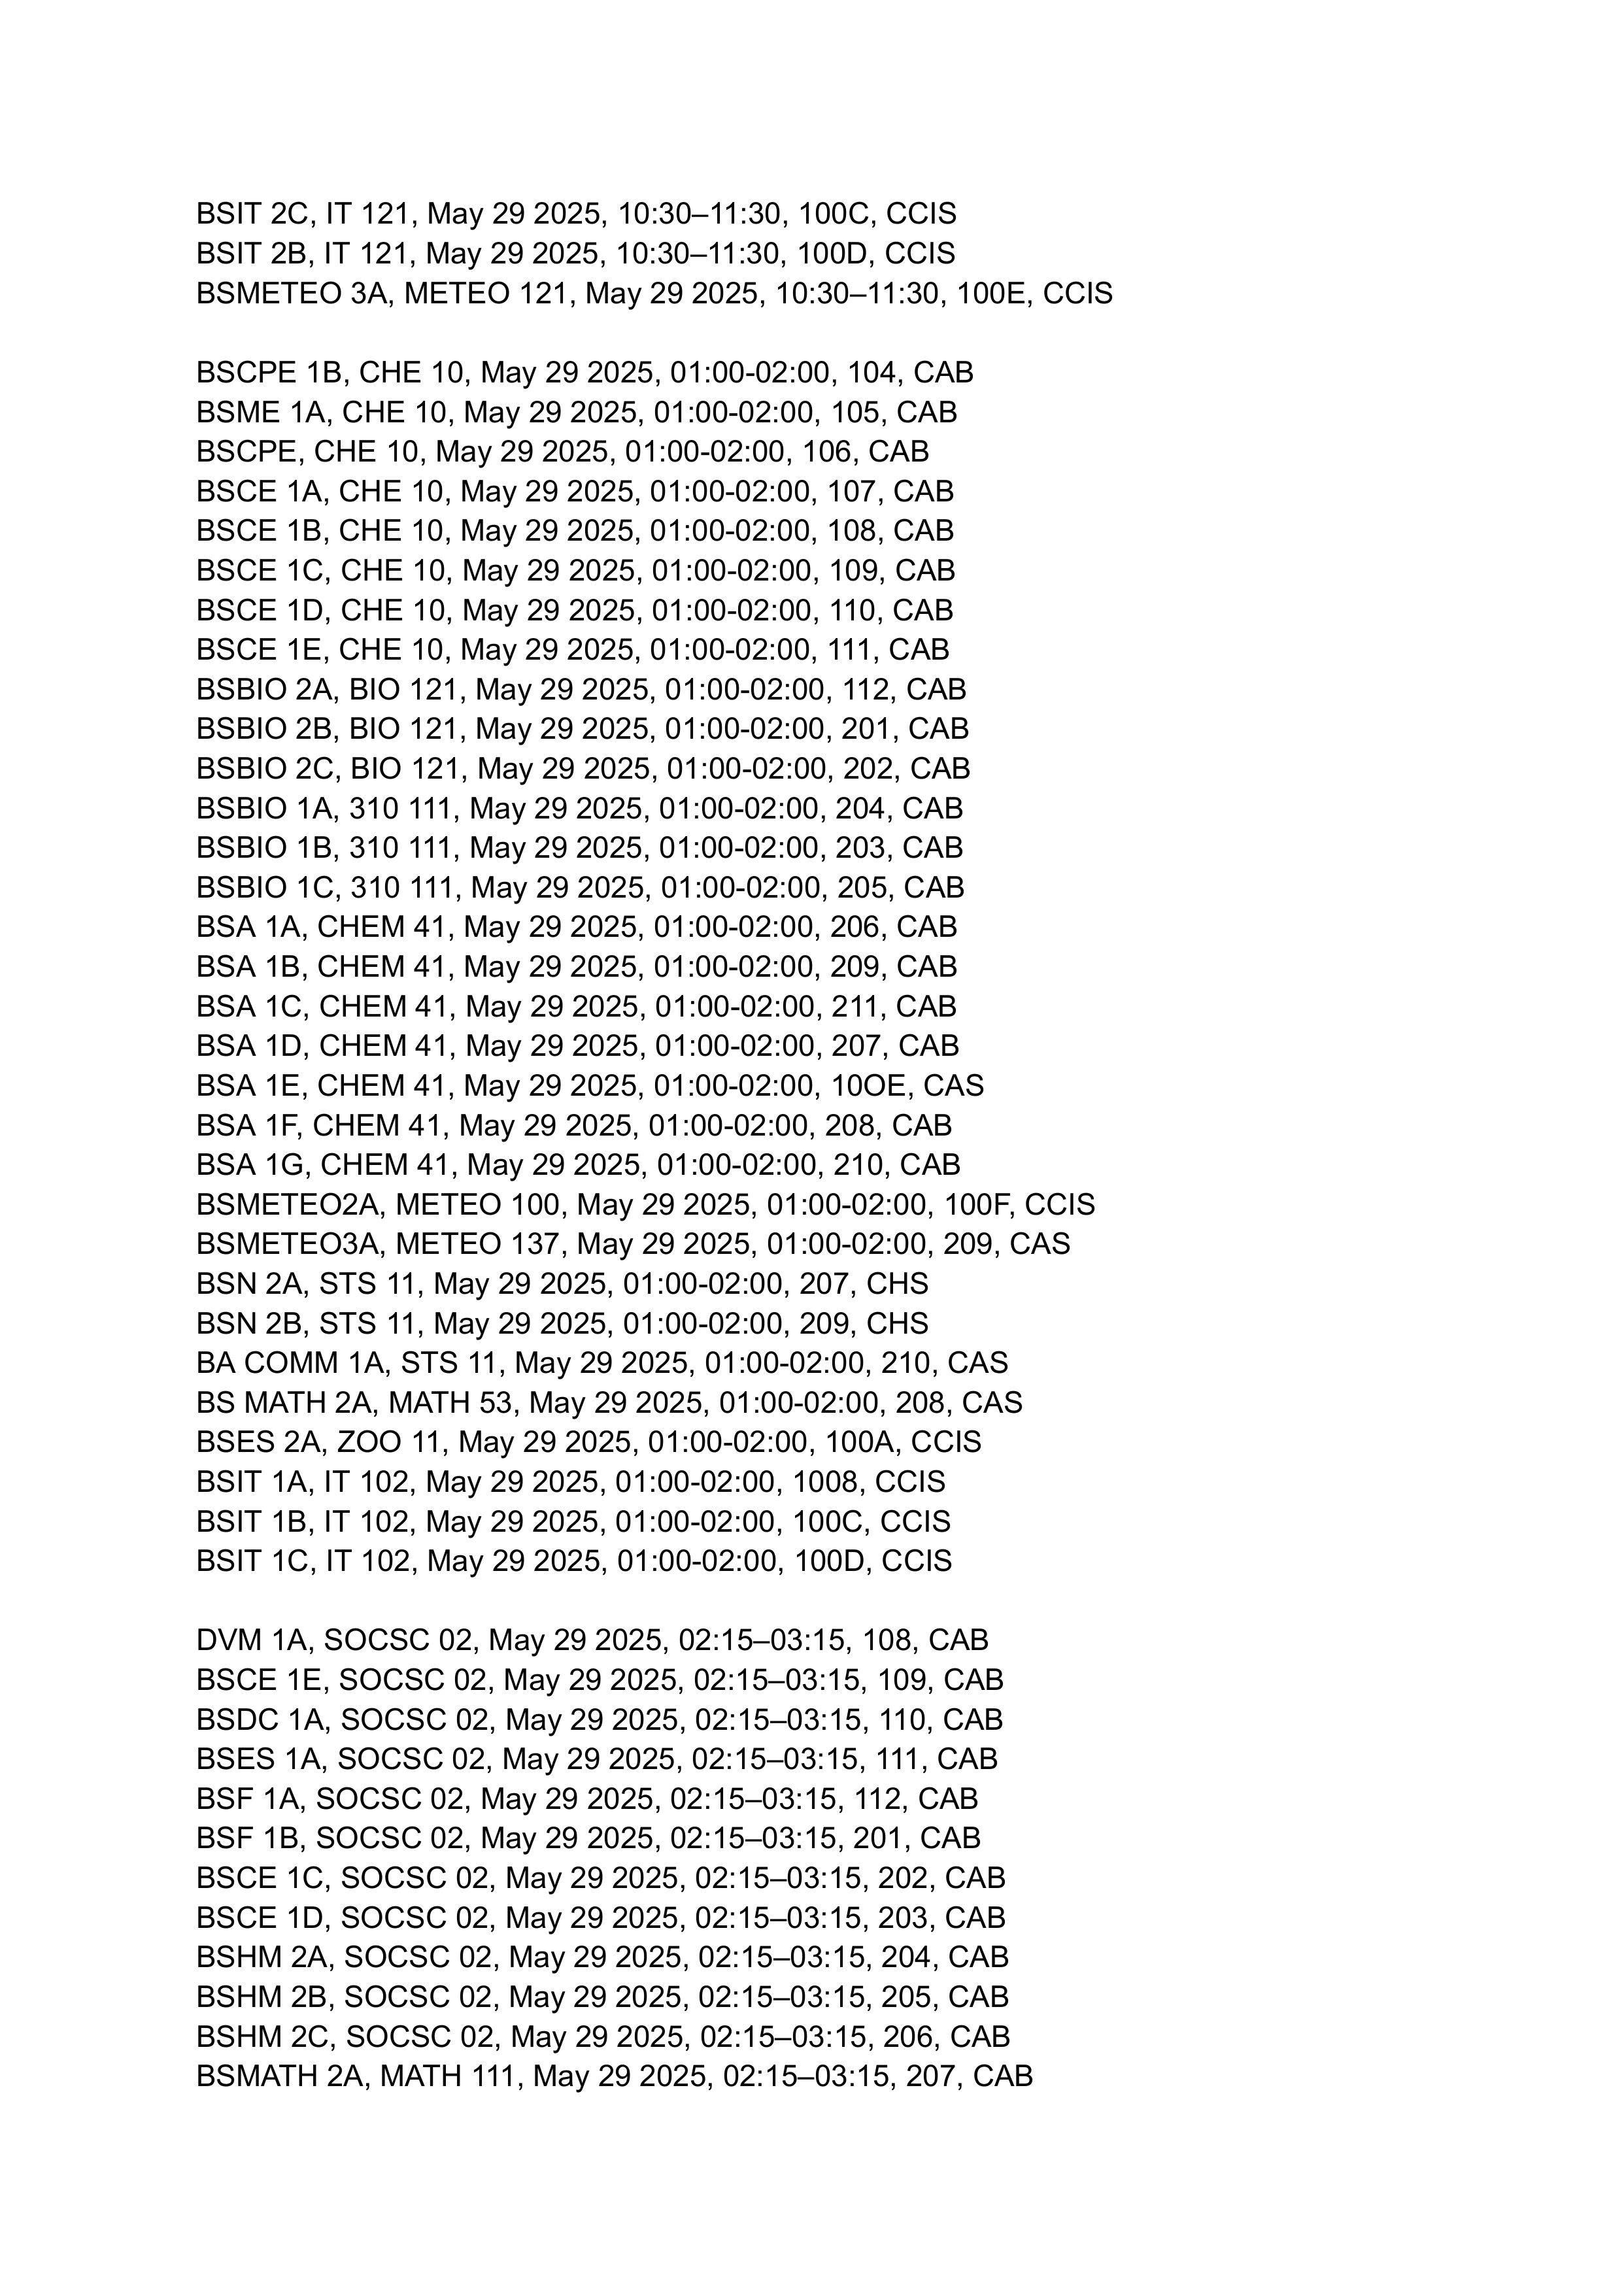 BSIT 2C, IT 121, May 29 2025, 10:30–11:30, 100C, CCIS
BSIT 2B, IT 121, May 29 2025, 10:30–11:30, 100D, CCIS
BSMETEO 3A, METEO 121, May 29 2025, 10:30–11:30, 100E, CCIS
BSCPE 1B, CHE 10, May 29 2025, 01:00-02:00, 104, CAB
BSME 1A, CHE 10, May 29 2025, 01:00-02:00, 105, CAB
BSCPE, CHE 10, May 29 2025, 01:00-02:00, 106, CAB
BSCE 1A, CHE 10, May 29 2025, 01:00-02:00, 107, CAB
BSCE 1B, CHE 10, May 29 2025, 01:00-02:00, 108, CAB
BSCE 1C, CHE 10, May 29 2025, 01:00-02:00, 109, CAB
BSCE 1D, CHE 10, May 29 2025, 01:00-02:00, 110, CAB
BSCE 1E, CHE 10, May 29 2025, 01:00-02:00, 111, CAB
BSBIO 2A, BIO 121, May 29 2025, 01:00-02:00, 112, CAB
BSBIO 2B, BIO 121, May 29 2025, 01:00-02:00, 201, CAB
BSBIO 2C, BIO 121, May 29 2025, 01:00-02:00, 202, CAB
BSBIO 1A, 310 111, May 29 2025, 01:00-02:00, 204, CAB
BSBIO 1B, 310 111, May 29 2025, 01:00-02:00, 203, CAB
BSBIO 1C, 310 111, May 29 2025, 01:00-02:00, 205, CAB
BSA 1A, CHEM 41, May 29 2025, 01:00-02:00, 206, CAB
BSA 1B, CHEM 41, May 29 2025, 01:00-02:00, 209, CAB
BSA 1C, CHEM 41, May 29 2025, 01:00-02:00, 211, CAB
BSA 1D, CHEM 41, May 29 2025, 01:00-02:00, 207, CAB
BSA 1E, CHEM 41, May 29 2025, 01:00-02:00, 10OE, CAS
BSA 1F, CHEM 41, May 29 2025, 01:00-02:00, 208, CAB
BSA 1G, CHEM 41, May 29 2025, 01:00-02:00, 210, CAB
BSMETEO2A, METEO 100, May 29 2025, 01:00-02:00, 100F, CCIS
BSMETEO3A, METEO 137, May 29 2025, 01:00-02:00, 209, CAS
BSN 2A, STS 11, May 29 2025, 01:00-02:00, 207, CHS
BSN 2B, STS 11, May 29 2025, 01:00-02:00, 209, CHS
BA COMM 1A, STS 11, May 29 2025, 01:00-02:00, 210, CAS
BS MATH 2A, MATH 53, May 29 2025, 01:00-02:00, 208, CAS
BSES 2A, ZOO 11, May 29 2025, 01:00-02:00, 100A, CCIS
BSIT 1A, IT 102, May 29 2025, 01:00-02:00, 1008, CCIS
BSIT 1B, IT 102, May 29 2025, 01:00-02:00, 100C, CCIS
BSIT 1C, IT 102, May 29 2025, 01:00-02:00, 100D, CCIS
DVM 1A, SOCSC 02, May 29 2025, 02:15–03:15, 108, CAB
BSCE 1E, SOCSC 02, May 29 2025, 02:15–03:15, 109, CAB
BSDC 1A, SOCSC 02, May 29 2025, 02:15–03:15, 110, CAB
BSES 1A, SOCSC 02, May 29 2025, 02:15–03:15, 111, CAB
BSF 1A, SOCSC 02, May 29 2025, 02:15–03:15, 112, CAB
BSF 1B, SOCSC 02, May 29 2025, 02:15–03:15, 201, CAB
BSCE 1C, SOCSC 02, May 29 2025, 02:15–03:15, 202, CAB
BSCE 1D, SOCSC 02, May 29 2025, 02:15–03:15, 203, CAB
BSHM 2A, SOCSC 02, May 29 2025, 02:15–03:15, 204, CAB
BSHM 2B, SOCSC 02, May 29 2025, 02:15–03:15, 205, CAB
BSHM 2C, SOCSC 02, May 29 2025, 02:15–03:15, 206, CAB
BSMATH 2A, MATH 111, May 29 2025, 02:15–03:15, 207, CAB